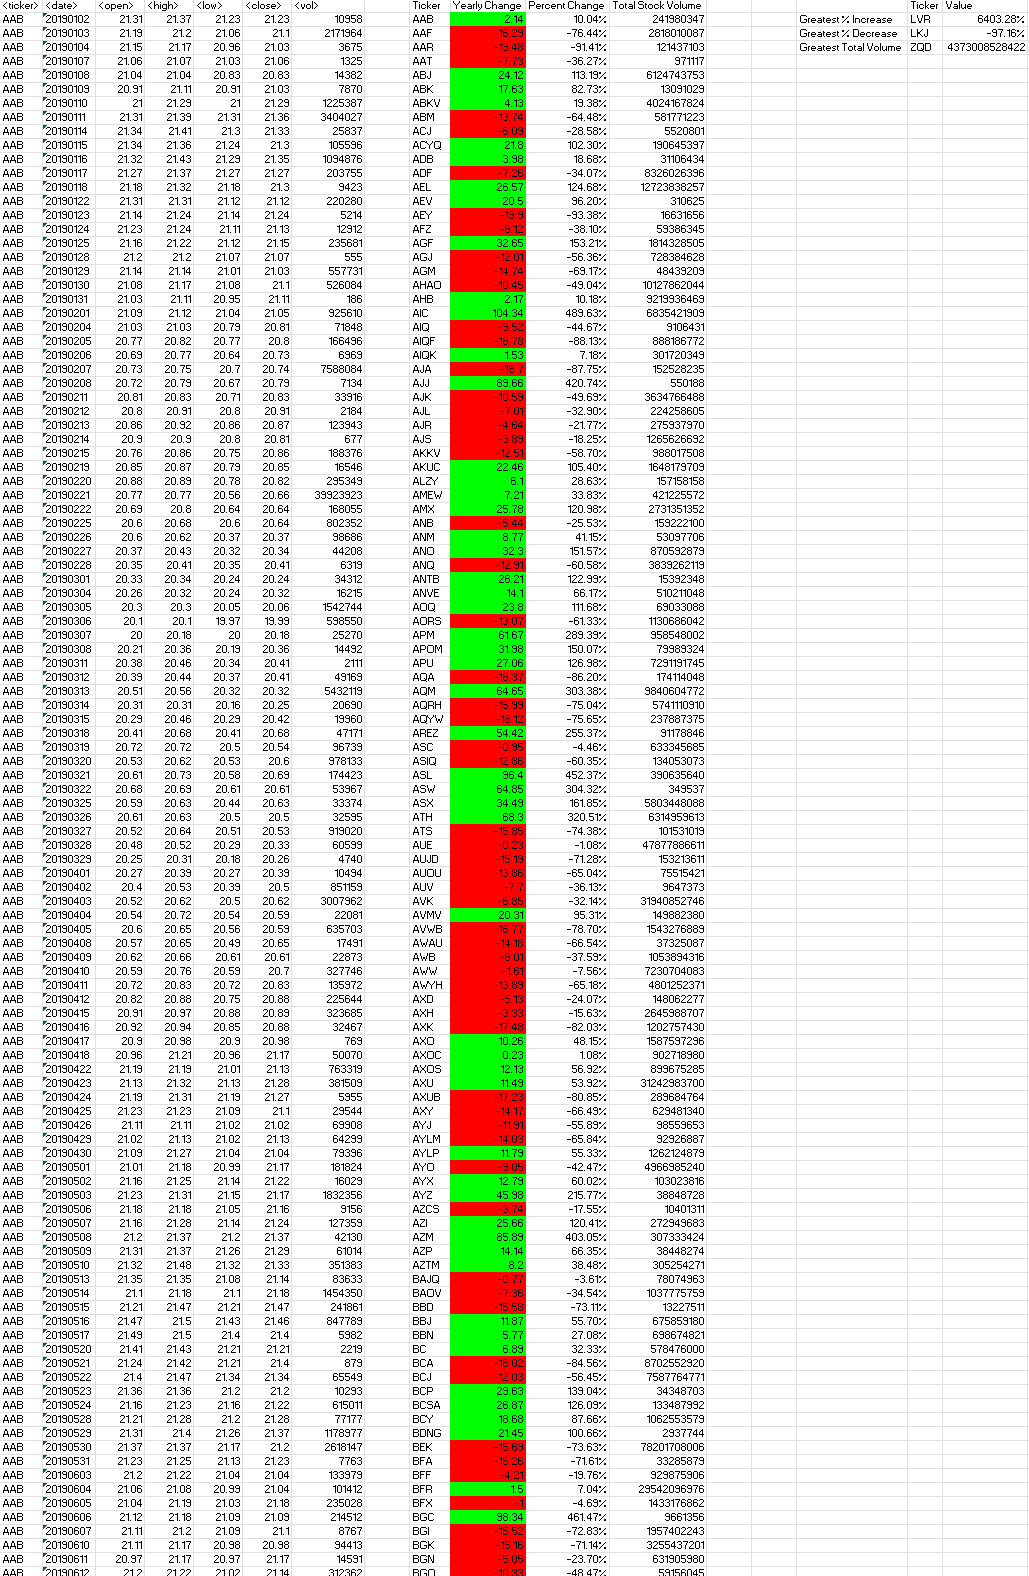 <ticker> <date> <open> <high> <low> <close> <vol> Ticker Yearly Change Percent Change Total Stock Volume Ticker Value
AAB 20190102 21.31 21.37 21.23 21.23 10958 AAB 2.14 10.04% 241980347 Greatest % Increase LVR 6403.28%
AAB 20190103 21.19 21.2 21.06 21.1 2171964 AAF -16.29 -76.44% 2818010087 Greatest % Decrease LKJ -97.16%
AAB 20190104 21.06 21.06 21.05 21.03 3675 AAR -19.48 -91.41% 121437103 Greatest Total Volume ZQD 4373008528422
AAB 20190107 21.06 21.07 21.03 21.06 1325 AAT -7.73 -36.27% 971117
AAB 20190108 21.04 21.04 20.83 20.83 14382 ABJ 24.12 113.19% 6124743753
AAB 20190109 20.91 21.11 20.91 21.03 7870 ABK 17.63 82.73% 13091029
AAB 20190110 21 21.29 21 21.29 1225387 ABKV 4.13 19.38% 4024167824
AAB 20190111 21.31 21.39 21.31 21.36 3404027 ABM -13.74 -64.48% 581771223
AAB 20190114 21.34 21.41 21.3 21.33 25837 ACJ -6.09 -28.58% 5520801
AAB 20190115 21.34 21.36 21.24 21.3 105596 ACYQ 21.8 102.30% 190645397
AAB 20190116 21.32 21.43 21.29 21.35 1094876 ADB 3.98 18.68% 31106434
AAB 20190117 21.27 21.37 21.27 21.27 203755 ADF -7.26 -34.07% 8326026396
AAB 20190118 21.18 21.32 21.18 21.3 9423 AEL 26.57 124.68% 12723838257
AAB 20190122 21.31 21.31 21.12 21.12 220280 AEV 20.5 96.20% 310625
AAB 20190123 21.14 21.24 21.14 21.24 5214 AEY -19.9 -93.38% 16631656
AAB 20190124 21.23 21.24 21.11 21.13 12912 AFZ -8.12 -38.10% 59386345
AAB 20190125 21.16 21.22 21.12 21.15 235681 AGF 32.65 153.21% 1814328505
AAB 20190128 21.2 21.2 21.07 21.07 555 AGJ -12.01 -56.36% 728384628
AAB 20190129 21.14 21.14 21.01 21.03 557731 AGM -14.74 -69.17% 48439209
AAB 20190130 21.08 21.17 21.08 21.1 526084 AHAO -10.45 -49.04% 10127862044
AAB 20190131 21.03 21.11 20.95 21.11 186 AHB 2.17 10.18% 9219936469
AAB 20190201 21.09 21.12 21.04 21.05 925610 AIC 104.34 489.63% 6835421909
AAB 20190204 21.03 21.03 20.79 20.81 71848 AIQ -9.52 -44.67% 9106431
AAB 20190205 20.77 20.82 20.77 20.8 166496 AIQF -18.78 -88.13% 888186772
AAB 20190206 20.69 20.77 20.64 20.73 6969 AIQK 1.53 7.18% 301720349
AAB 20190207 20.73 20.75 20.7 20.74 7588084 AJA -18.7 -87.75% 152528235
AAB 20190208 20.72 20.79 20.67 20.79 7134 AJJ 89.66 420.74% 550188
AAB 20190211 20.81 20.83 20.71 20.83 33916 AJK -10.59 -49.69% 3634766488
AAB 20190212 20.8 20.91 20.8 20.91 2184 AJL -7.01 -32.90% 224258605
AAB 20190213 20.86 20.92 20.86 20.87 123943 AJR -4.64 -21.77% 275937970
AAB 20190214 20.9 20.9 20.8 20.81 677 AJS -3.89 -18.25% 1265626692
AAB 20190215 20.76 20.86 20.75 20.86 188376 AKKV -12.51 -58.70% 988017508
AAB 20190219 20.85 20.87 20.79 20.85 16546 AKUC 22.46 105.40% 1648179709
AAB 20190220 20.88 20.89 20.78 20.82 295349 ALZY 6.1 28.63% 157158158
AAB 20190221 20.77 20.77 20.56 20.66 39923923 AMEW 7.21 33.83% 421225572
AAB 20190222 20.69 20.8 20.64 20.64 168055 AMX 25.78 120.98% 2731351352
AAB 20190225 20.6 20.68 20.6 20.64 802352 ANB -5.44 -25.53% 159222100
AAB 20190226 20.6 20.62 20.37 20.37 98686 ANM 8.77 41.15% 53097706
AAB 20190227 20.37 20.43 20.32 20.34 44208 ANO 32.3 151.57% 870592879
AAB 20190228 20.35 20.41 20.35 20.41 6319 ANQ -12.91 -60.58% 3839262119
AAB 20190301 20.33 20.34 20.24 20.24 34312 ANTB 26.21 122.99% 15392348
AAB 20190304 20.26 20.32 20.24 20.32 16215 ANVE 14.1 66.17% 510211048
AAB 20190305 20.3 20.3 20.05 20.06 1542744 AOQ 23.8 111.68% 69033088
AAB 20190306 20.1 20.1 19.97 19.99 598550 AORS -13.07 -61.33% 1130686042
AAB 20190307 20 20.18 20 20.18 25270 APM 61.67 289.39% 958548002
AAB 20190308 20.21 20.36 20.19 20.36 14492 APOM 31.98 150.07% 79989324
AAB 20190311 20.38 20.46 20.34 20.41 2111 APU 27.06 126.98% 7291191745
AAB 20190312 20.39 20.44 20.37 20.41 49169 AQA -18.37 -86.20% 174114048
AAB 20190313 20.51 20.56 20.32 20.32 5432119 AQM 64.65 303.38% 9840604772
AAB 20190314 20.31 20.31 20.16 20.25 20690 AQRH -15.99 -75.04% 5741110910
AAB 20190315 20.29 20.46 20.29 20.42 19960 AQYW -16.12 -75.65% 237887375
AAB 20190318 20.41 20.68 20.41 20.68 47171 AREZ 54.42 255.37% 91178846
AAB 20190319 20.72 20.72 20.5 20.54 96739 ASC -0.95 -4.46% 633345685
AAB 20190320 20.53 20.62 20.53 20.6 978133 ASIQ -12.86 -60.35% 134053073
AAB 20190321 20.61 20.73 20.58 20.69 174423 ASL 96.4 452.37% 390635640
AAB 20190322 20.68 20.69 20.61 20.61 53967 ASW 64.85 304.32% 349537
AAB 20190325 20.59 20.63 20.44 20.63 33374 ASX 34.49 161.85% 5803448088
AAB 20190326 20.61 20.63 20.5 20.5 32595 ATH 68.3 320.51% 6314959613
AAB 20190327 20.52 20.64 20.51 20.53 919020 ATS -15.85 -74.38% 101531019
AAB 20190328 20.48 20.52 20.29 20.33 60599 AUE -0.23 -1.08% 47877886611
AAB 20190329 20.25 20.31 20.18 20.26 4740 AUJD -15.19 -71.28% 153213611
AAB 20190401 20.27 20.39 20.27 20.39 10494 AUOU -13.86 -65.04% 75515421
AAB 20190402 20.4 20.53 20.39 20.5 851159 AUV -7.7 -36.13% 9647373
AAB 20190403 20.52 20.62 20.5 20.62 3007962 AVK -6.85 -32.14% 31940852746
AAB 20190404 20.54 20.72 20.54 20.59 22081 AVMV 20.31 95.31% 149882380
AAB 20190405 20.6 20.65 20.56 20.59 635703 AVWB -16.77 -78.70% 1543276889
AAB 20190408 20.57 20.65 20.49 20.65 17491 AWAU -14.18 -66.54% 37325087
AAB 20190409 20.62 20.66 20.61 20.61 22873 AWB -8.01 -37.59% 1053894316
AAB 20190410 20.59 20.76 20.59 20.7 327746 AWW -1.61 -7.56% 7230704083
AAB 20190411 20.72 20.83 20.72 20.83 135972 AWYH -13.89 -65.18% 4801252371
AAB 20190412 20.82 20.88 20.75 20.88 225644 AXD -5.13 -24.07% 148062277
AAB 20190415 20.91 20.97 20.88 20.89 323685 AXH -3.33 -15.63% 2645988707
AAB 20190416 20.92 20.94 20.85 20.88 32467 AXK -17.48 -82.03% 1202757430
AAB 20190417 20.9 20.98 20.9 20.98 769 AXO 10.26 48.15% 1587597296
AAB 20190418 20.96 21.21 20.96 21.17 50070 AXOC 0.23 1.08% 902718980
AAB 20190422 21.19 21.19 21.01 21.13 763319 AXOS 12.13 56.92% 899675285
AAB 20190423 21.13 21.32 21.13 21.28 381509 AXU 11.49 53.92% 31242983700
AAB 20190424 21.19 21.31 21.19 21.27 5955 AXUB -17.23 -80.85% 289684764
AAB 20190425 21.23 21.23 21.09 21.1 29544 AXY -14.17 -66.49% 629481340
AAB 20190426 21.11 21.11 21.02 21.02 69908 AYJ -11.91 -55.89% 98559653
AAB 20190429 21.02 21.13 21.02 21.13 64299 AYLM -14.03 -65.84% 92926887
AAB 20190430 21.09 21.27 21.04 21.04 79396 AYLP 11.79 55.33% 1262124879
AAB 20190501 21.01 21.18 20.99 21.17 181824 AYO -9.05 -42.47% 4966985240
AAB 20190502 21.16 21.25 21.14 21.22 16029 AYX 12.79 60.02% 103023816
AAB 20190503 21.23 21.31 21.15 21.17 1832356 AYZ 45.98 215.77% 38848728
AAB 20190506 21.18 21.18 21.05 21.16 9156 AZCS -3.74 -17.55% 10401311
AAB 20190507 21.16 21.28 21.14 21.24 127359 AZI 25.66 120.41% 272949683
AAB 20190508 21.2 21.37 21.2 21.37 42130 AZM 85.89 403.05% 307333424
AAB 20190509 21.31 21.37 21.26 21.29 61014 AZP 14.14 66.35% 38448274
AAB 20190510 21.32 21.48 21.32 21.33 351383 AZTM 8.2 38.48% 305254271
AAB 20190513 21.35 21.35 21.08 21.14 83633 BAJQ -0.77 -3.61% 78074963
AAB 20190514 21.1 21.18 21.1 21.18 1454350 BAOV -7.36 -34.54% 1037775759
AAB 20190515 21.21 21.47 21.21 21.47 241861 BBD -15.58 -73.11% 13227511
AAB 20190516 21.47 21.5 21.43 21.46 847789 BBJ 11.87 55.70% 675859180
AAB 20190517 21.49 21.5 21.4 21.4 5982 BBN 5.77 27.08% 698674821
AAB 20190520 21.41 21.43 21.21 21.21 2219 BC 6.89 32.33% 578476000
AAB 20190521 21.24 21.42 21.21 21.4 879 BCA -18.02 -84.56% 8702552920
AAB 20190522 21.4 21.47 21.34 21.34 65549 BCJ -12.03 -56.45% 7587764771
AAB 20190523 21.36 21.36 21.2 21.2 10293 BCP 29.63 139.04% 34348703
AAB 20190524 21.16 21.23 21.16 21.22 615011 BCSA 26.87 126.09% 133487992
AAB 20190528 21.21 21.28 21.2 21.28 77177 BCY 18.68 87.66% 1062553579
AAB 20190529 21.31 21.4 21.26 21.37 1178977 BDNG 21.45 100.66% 2937744
AAB 20190530 21.37 21.37 21.17 21.2 2618147 BEK -15.69 -73.63% 78201708006
AAB 20190531 21.23 21.25 21.13 21.23 7763 BFA -15.26 -71.61% 33285879
AAB 20190603 21.2 21.22 21.04 21.04 133979 BFF -4.21 -19.76% 929875906
AAB 20190604 21.06 21.08 20.99 21.04 101412 BFR 1.5 7.04% 29542096976
AAB 20190605 21.04 21.19 21.03 21.18 235028 BFX -1 -4.69% 1433176862
AAB 20190606 21.12 21.18 21.09 21.09 214512 BGC 98.34 461.47% 9661356
AAB 20190607 21.11 21.2 21.09 21.1 8767 BGI -15.52 -72.83% 1957402243
AAB 20190610 21.11 21.17 20.98 20.98 94413 BGK -15.16 -71.14% 3255437201
AAB 20190611 20.97 21.17 20.97 21.17 14591 BGN -5.05 -23.70% 631905980
AAB 20190612 21.2 21.22 21.02 21.14 312362 BGO -10.33 -48.47% 59156045